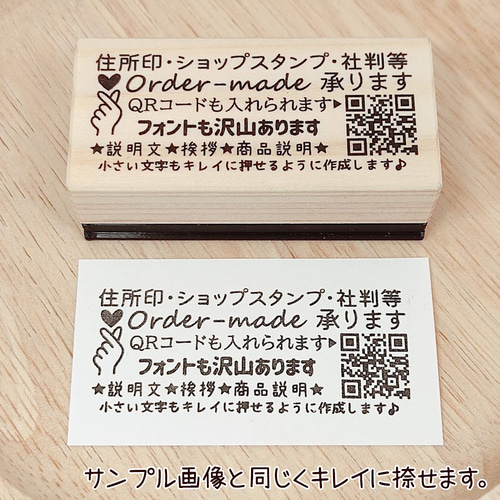 住所印・ショップスタンプ・社判等
♥Order-made 承ります
QRコードも入れられます▶
フォントも沢山あります
★説明文★挨拶★商品説明★
小さい文字もキレイに押せるように作成します♪
住所印・ショップスタンプ・社判等
♥Order-made 承ります
QRコードも入れられます▶
フォントも沢山あります
★説明文★挨拶★商品説明★
小さい文字もキレイに押せるように作成します♪
サンプル画像と同じくキレイに捺せます。